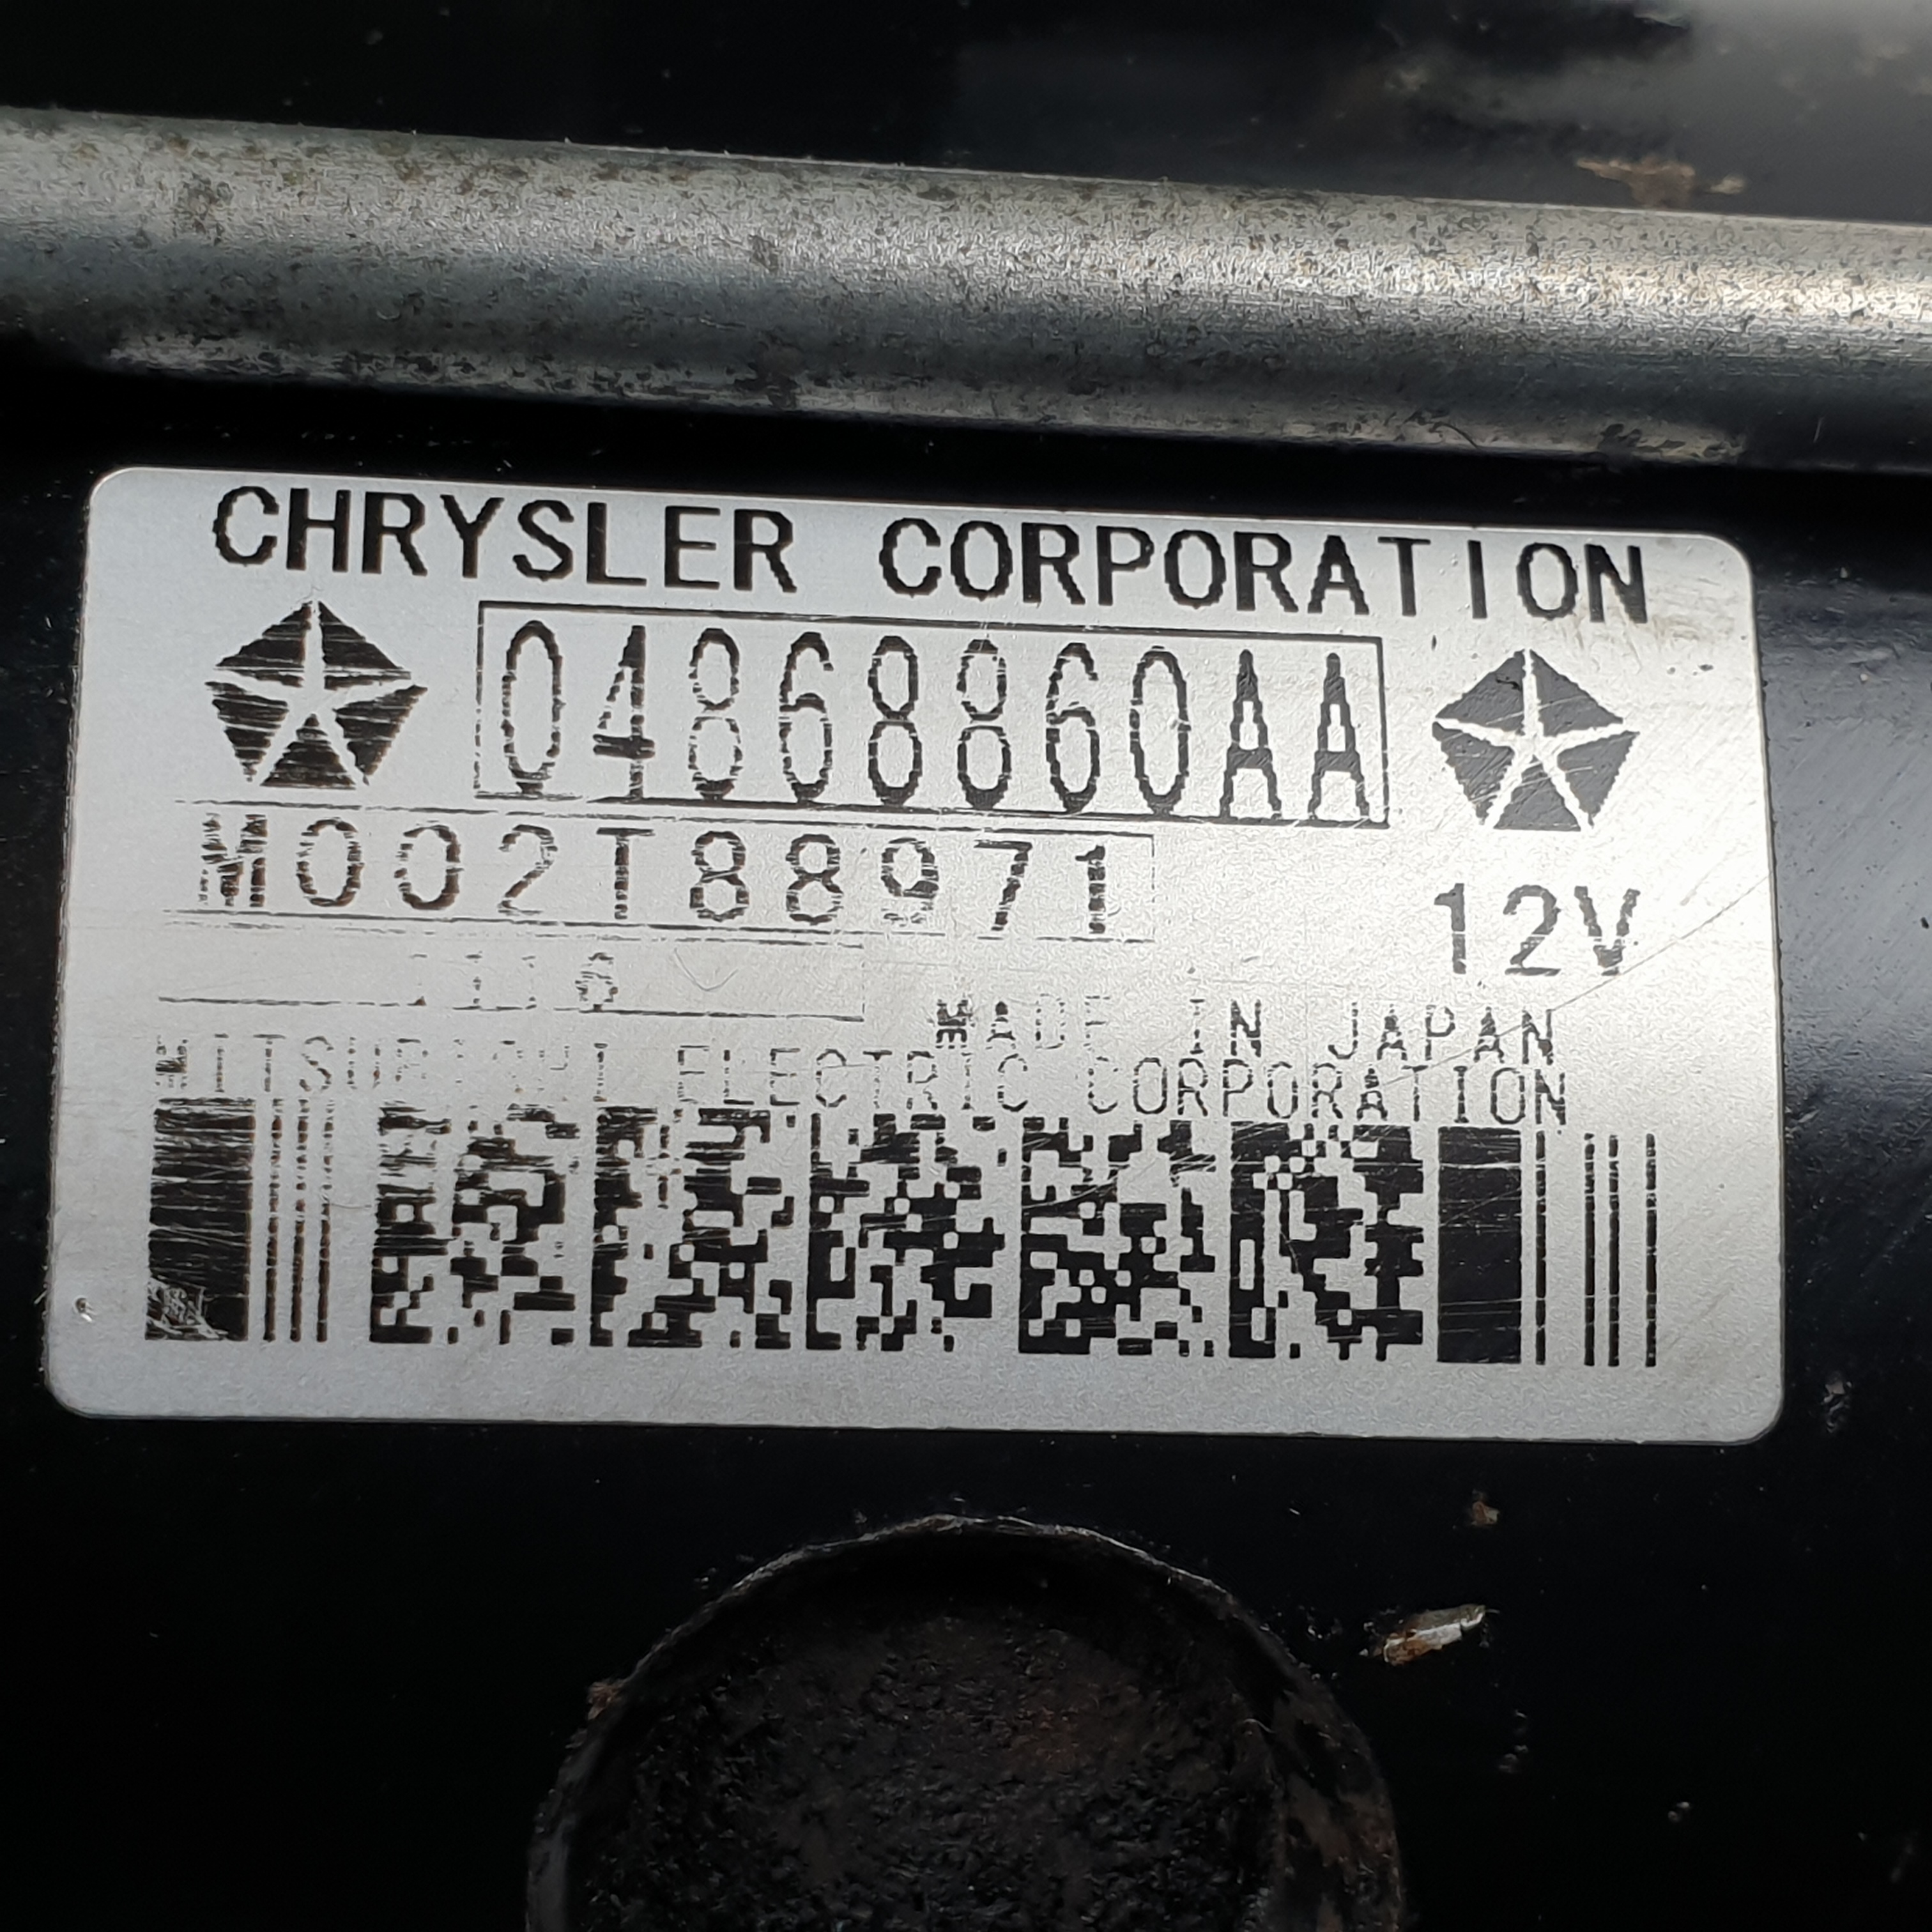 CHRYSLER CORPORATION
04868860AA
M002T88971
12V
MADE IN JAPAN
MITSUBISHI ELECTRIC CORPORATION